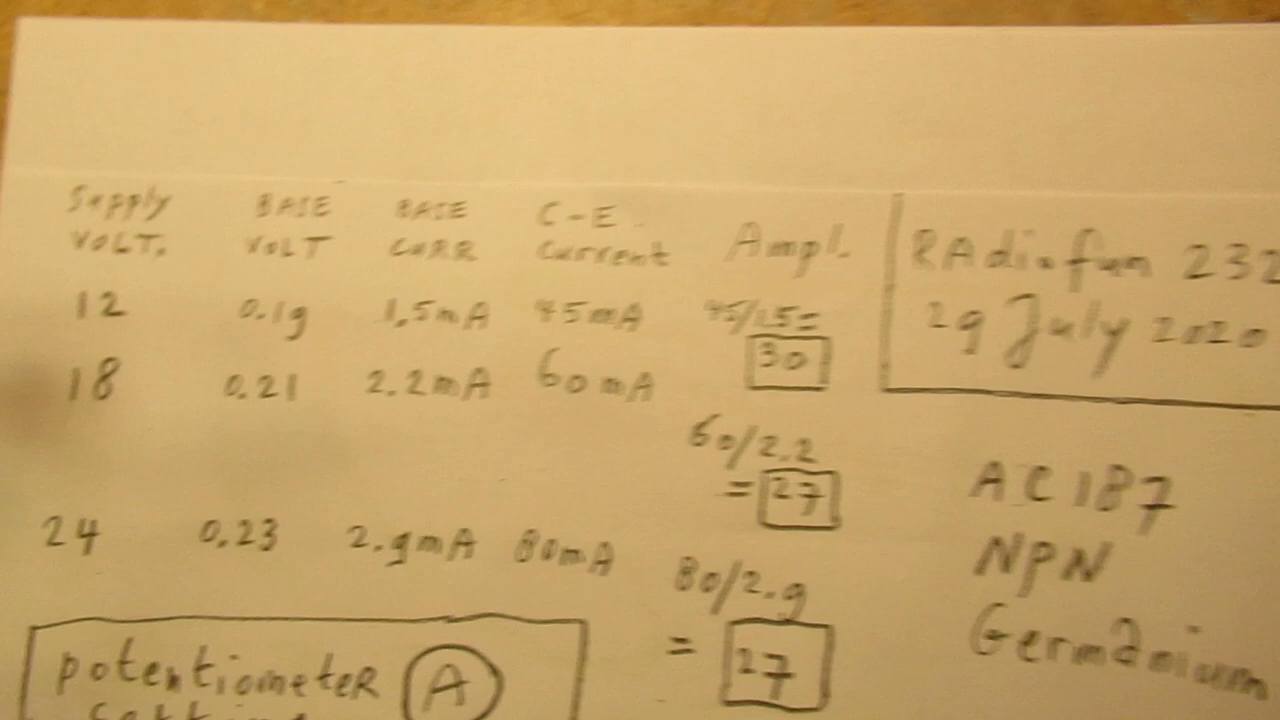 Supply BASE BASE C-E
VOLT. VOLT CURR Current Ampl.
12 0.19 1.5mA 45mA 45/1.5=
30
18 0.21 2.2mA 60mA
60/2.2
= 27
24 0.23 2.9mA 80mA
80/2.9
= 27
potentiometer A
RAdiofun 232
29 July 2020
AC187
NPN
Germanium